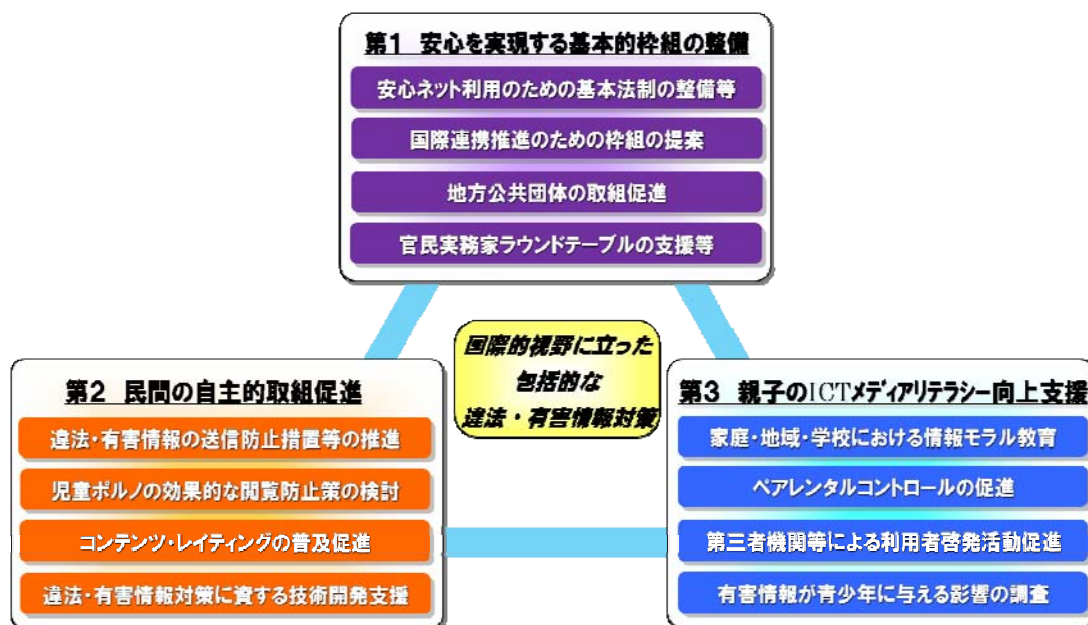 第1 安心を実現する基本的枠組の整備
安心ネット利用のための基本法制の整備等
国際連携推進のための枠組の提案
地方公共団体の取組促進
官民実務家ラウンドテーブルの支援等
国際的視野に立った
包括的な
違法・有害情報対策
第2 民間の自主的取組促進
違法・有害情報の送信防止措置等の推進
児童ポルノの効果的な閲覧防止策の検討
コンテンツ・レイティングの普及促進
違法・有害情報対策に資する技術開発支援
第3 親子のICTメディアリテラシー向上支援
家庭・地域・学校における情報モラル教育
ペアレンタルコントロールの促進
第三者機関等による利用者啓発活動促進
有害情報が青少年に与える影響の調査